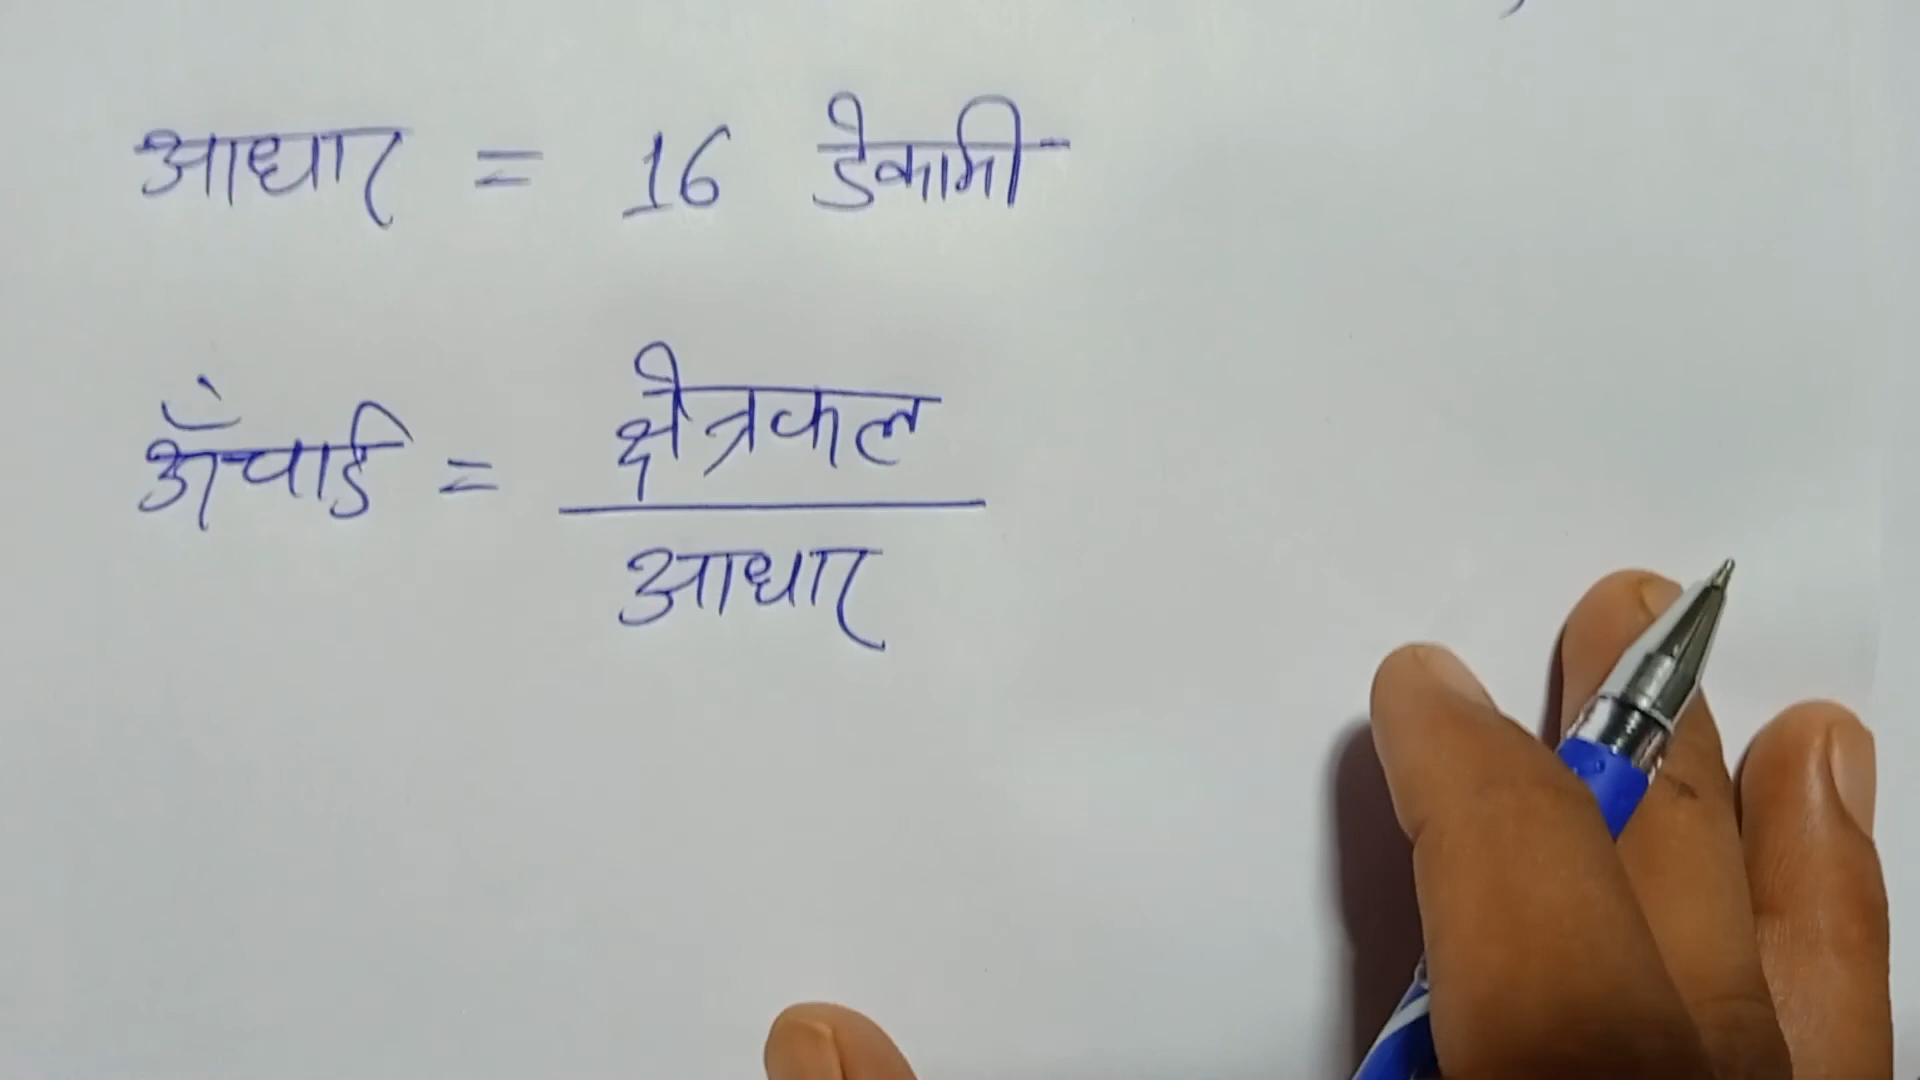 आधार = 16 डेकामी
ऊँचाई = क्षेत्रफल
आधार